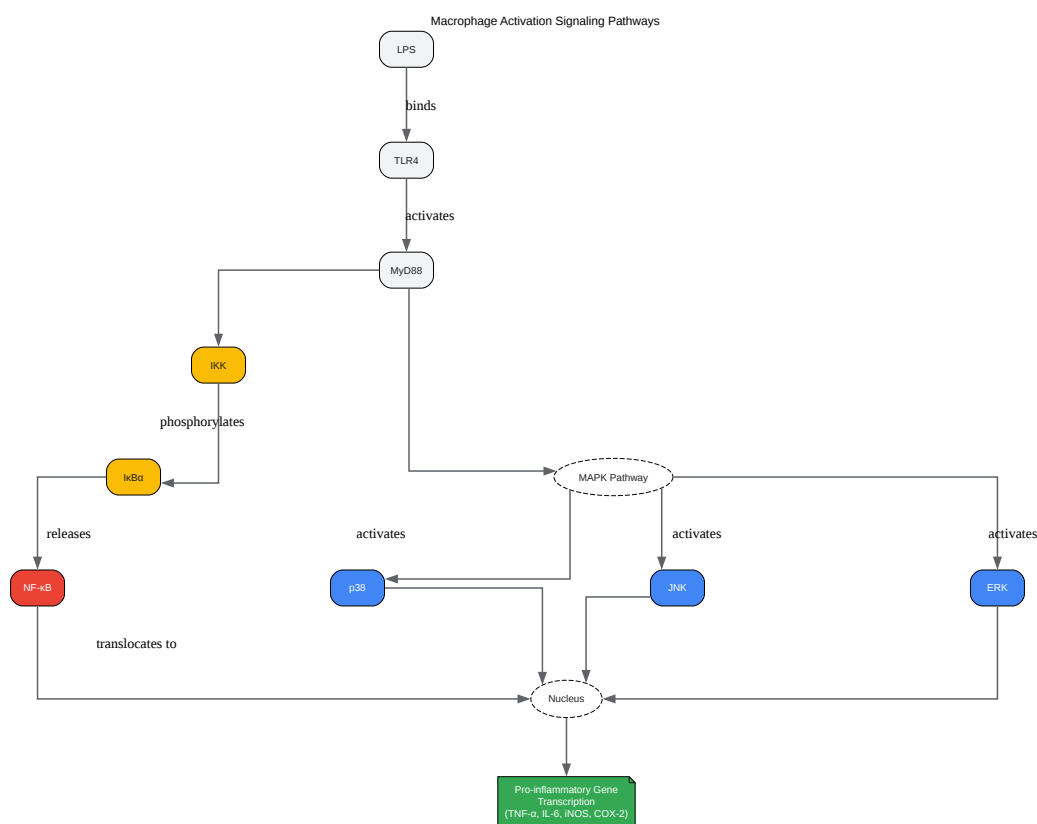 Macrophage Activation Signaling Pathways
LPS
binds
TLR4
activates
MyD88
IKK
phosphorylates
IκBα
MAPK Pathway
releases
activates
activates
activates
NF-κB
p38
JNK
ERK
translocates to
Nucleus
Pro-inflammatory Gene
Transcription
(TNF-α, IL-6, iNOS, COX-2)